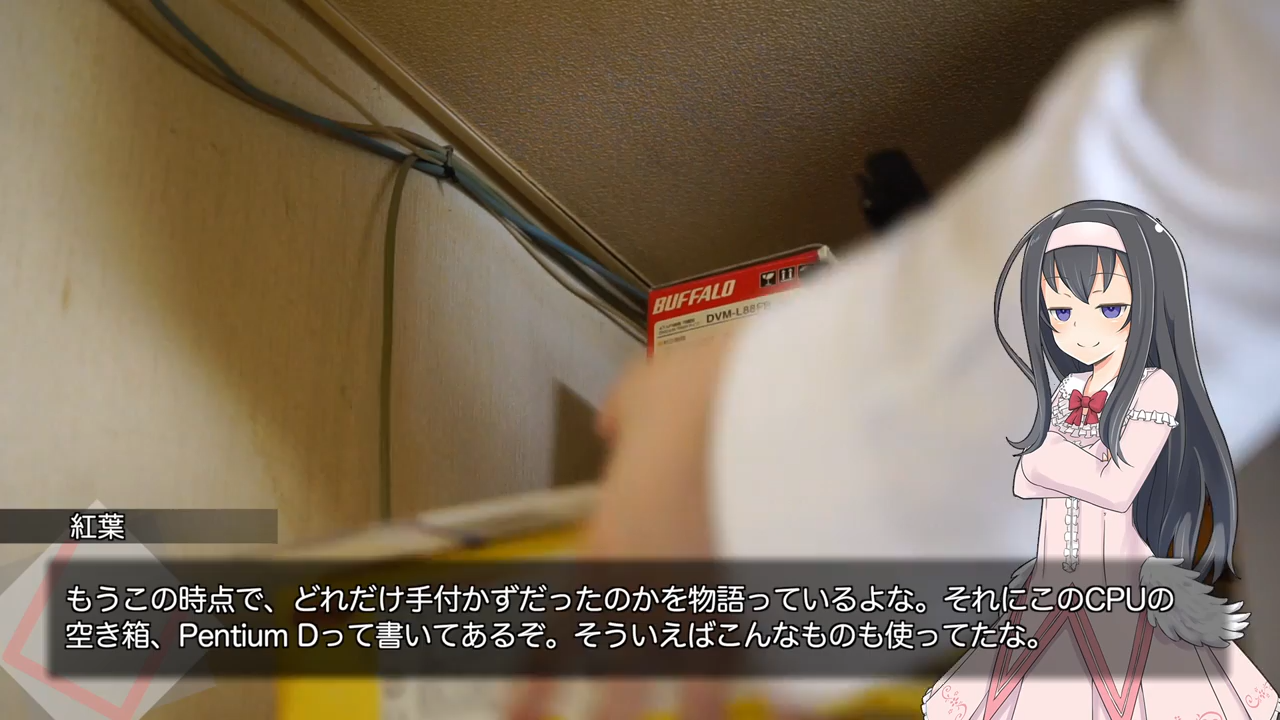 BUFFALO
DVM-L88F
紅葉
もうこの時点で、どれだけ手付かずだったのかを物語っているよな。それにこのCPUの
空き箱、Pentium Dって書いてあるぞ。そういえばこんなものも使ってたな。